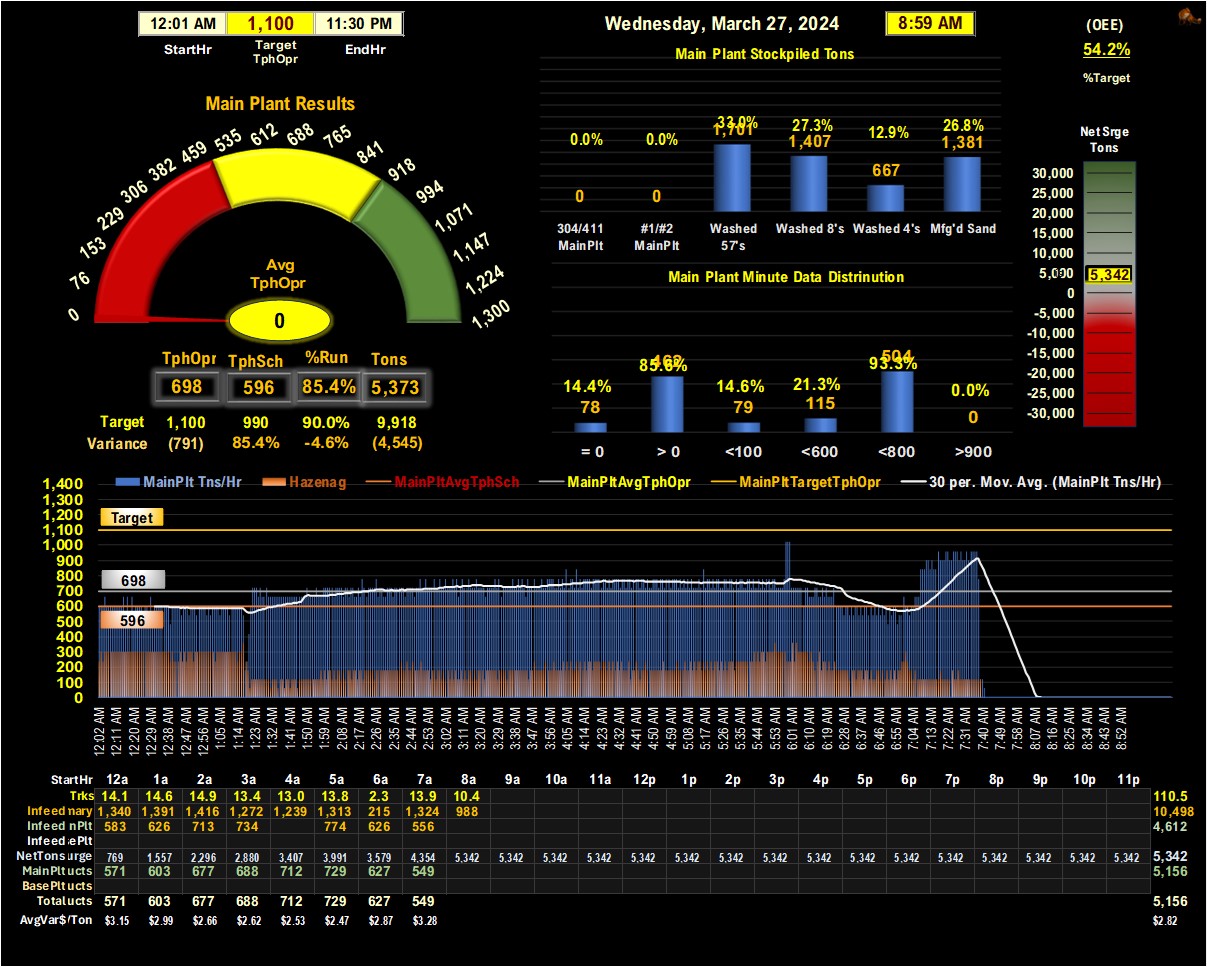 12:01 AM 1,100 11:30 PM
StartHr Target TphOpr EndHr
Wednesday, March 27, 2024 8:59 AM
(OEE)
54.2%
%Target
Main Plant Results
0 76 153 229 306 382 459 535 612 688 765 841 918 994 1,071 1,147 1,224 1,300
Avg
TphOpr
0
TphOpr TphSch %Run Tons
698 596 85.4% 5,373
Target 1,100 990 90.0% 9,918
Variance (791) 85.4% -4.6% (4,545)
Main Plant Stockpiled Tons
0.0% 0.0% 33.0% 27.3% 12.9% 26.8%
0 0 1,701 1,407 667 1,381
304/411 MainPlt #1/#2 MainPlt Washed 57's Washed 8's Washed 4's Mfg'd Sand
Main Plant Minute Data Distrinution
14.4% 85.6% 14.6% 21.3% 93.3% 0.0%
78 462 79 115 504 0
= 0 > 0 <100 <600 <800 >900
Net Srge
Tons
30,000
25,000
20,000
15,000
10,000
5,000
5,342
0
-5,000
-10,000
-15,000
-20,000
-25,000
-30,000
MainPlt Tns/Hr Hazenag MainPltAvgTphSch MainPltAvgTphOpr MainPltTargetTphOpr 30 per. Mov. Avg. (MainPlt Tns/Hr)
1,400
1,300
1,200
1,100
1,000
900
800
700
600
500
400
300
200
100
0
Target
698
596
12:02 AM 12:11 AM 12:20 AM 12:29 AM 12:38 AM 12:47 AM 12:56 AM 1:05 AM 1:14 AM 1:23 AM 1:32 AM 1:41 AM 1:50 AM 1:59 AM 2:08 AM 2:17 AM 2:26 AM 2:35 AM 2:44 AM 2:53 AM 3:02 AM 3:11 AM 3:20 AM 3:29 AM 3:38 AM 3:47 AM 3:56 AM 4:05 AM 4:14 AM 4:23 AM 4:32 AM 4:41 AM 4:50 AM 4:59 AM 5:08 AM 5:17 AM 5:26 AM 5:35 AM 5:44 AM 5:53 AM 6:01 AM 6:10 AM 6:19 AM 6:28 AM 6:37 AM 6:46 AM 6:55 AM 7:04 AM 7:13 AM 7:22 AM 7:31 AM 7:40 AM 7:49 AM 7:58 AM 8:07 AM 8:16 AM 8:25 AM 8:34 AM 8:43 AM 8:52 AM
StartHr 12a 1a 2a 3a 4a 5a 6a 7a 8a 9a 10a 11a 12p 1p 2p 3p 4p 5p 6p 7p 8p 9p 10p 11p
Trks 14.1 14.6 14.9 13.4 13.0 13.8 2.3 13.9 10.4 110.5
Infeed mary 1,340 1,391 1,416 1,272 1,239 1,313 215 1,324 988 10,498
Infeed nPlt 583 626 713 734 774 626 556 4,612
Infeed ePlt
NetTons urge 769 1,557 2,296 2,880 3,407 3,991 3,579 4,354 5,342 5,342 5,342 5,342 5,342 5,342 5,342 5,342 5,342 5,342 5,342 5,342 5,342 5,342 5,342 5,342 5,342
MainPlt ucts 571 603 677 688 712 729 627 549 5,156
BasePlt ucts
Total ucts 571 603 677 688 712 729 627 549 5,156
AvgVar$/Ton $3.15 $2.99 $2.66 $2.62 $2.53 $2.47 $2.87 $3.28 $2.82